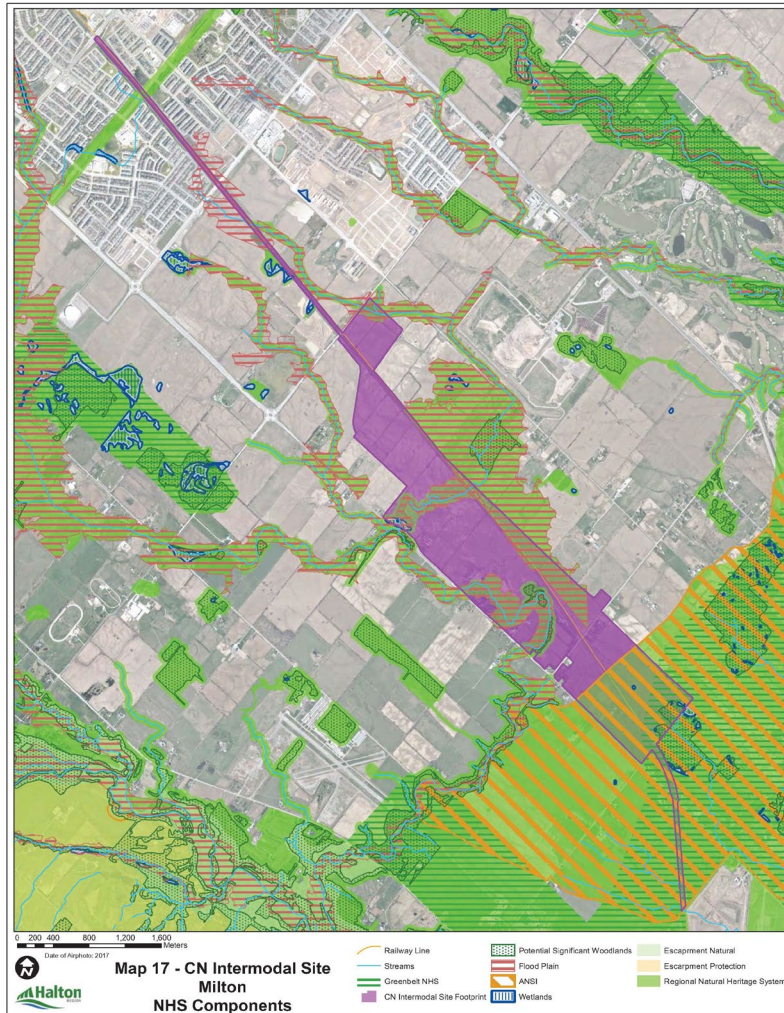 0 200 400 800 1,200 1,600
Meters
Date of Airphoto: 2017
Halton
REGION
Map 17 - CN Intermodal Site
Milton
NHS Components
Railway Line
Streams
Greenbelt NHS
CN Intermodal Site Footprint
Potential Significant Woodlands
Flood Plain
ANSI
Wetlands
Escaprment Natural
Escarpment Protection
Regional Natural Heritage System